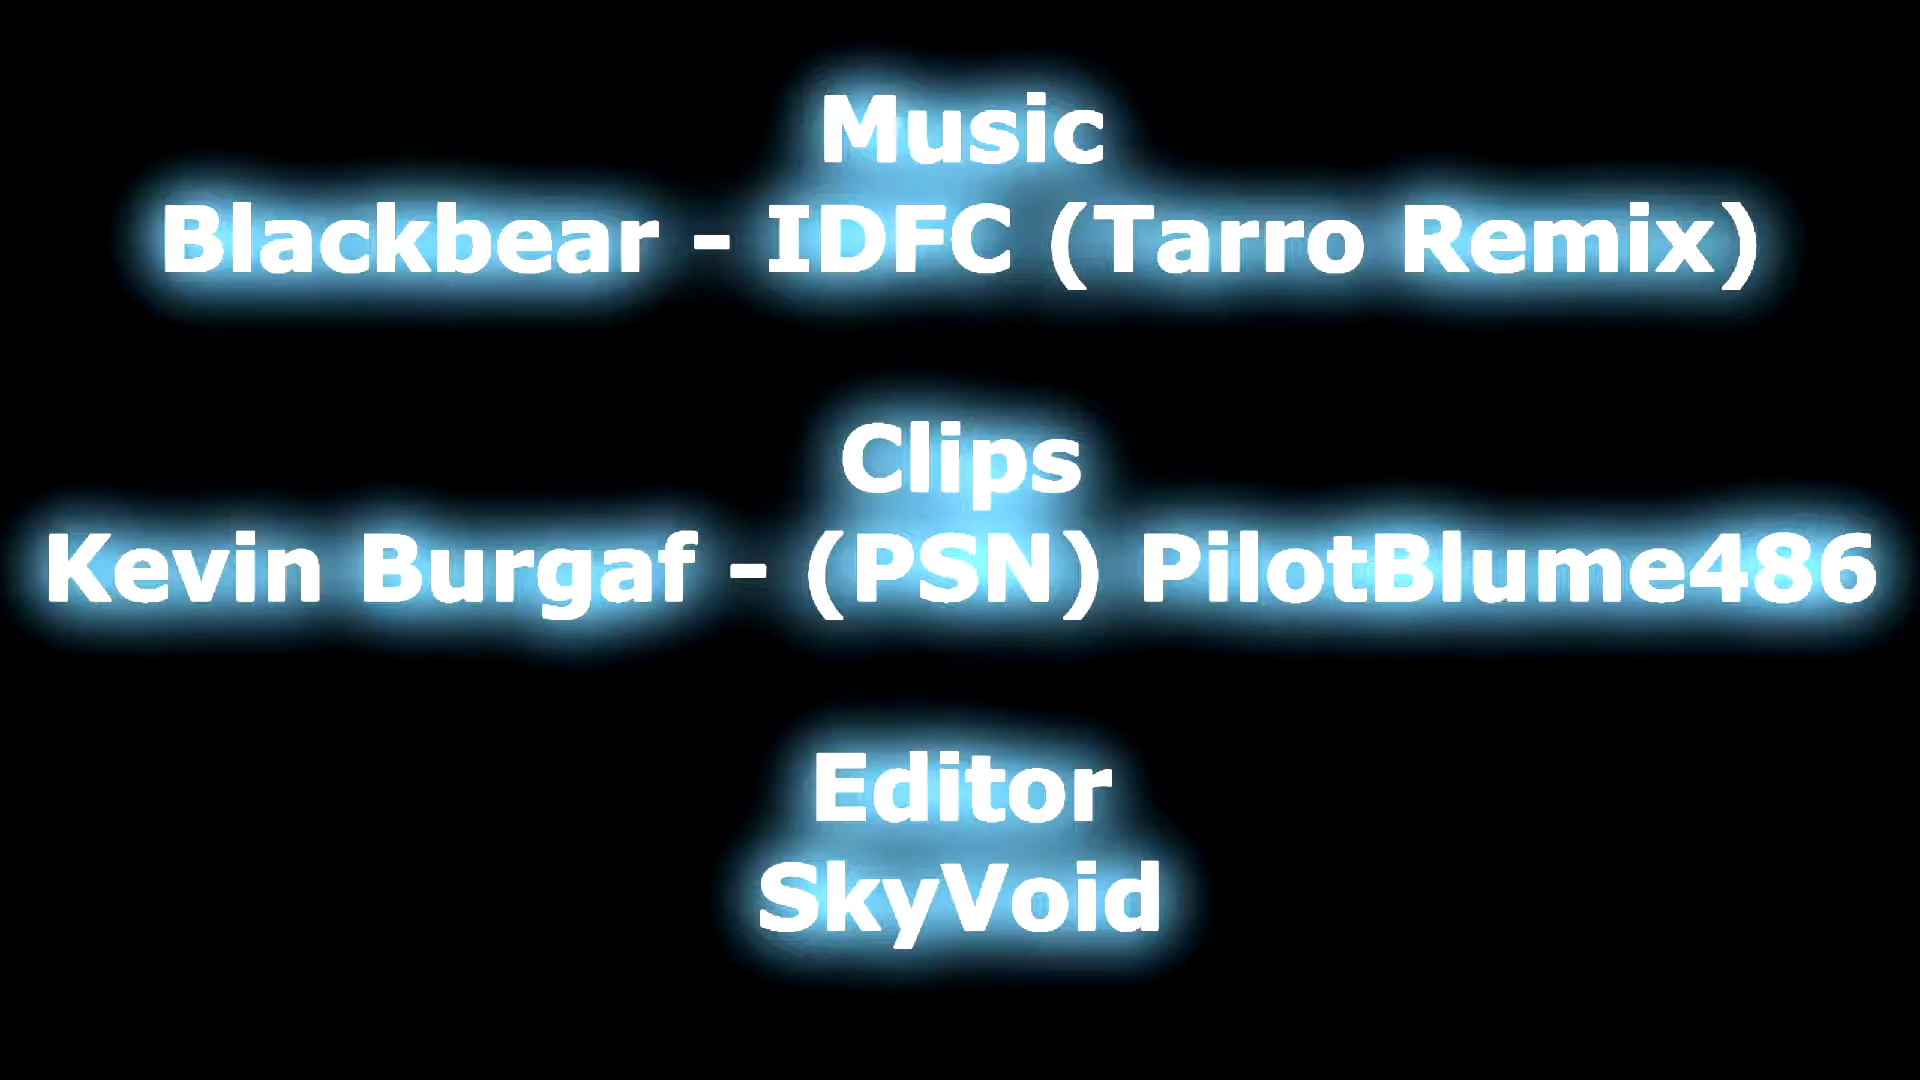 Music
Blackbear - IDFC (Tarro Remix)
Clips
Kevin Burgaf - (PSN) PilotBlume486
Editor
SkyVoid